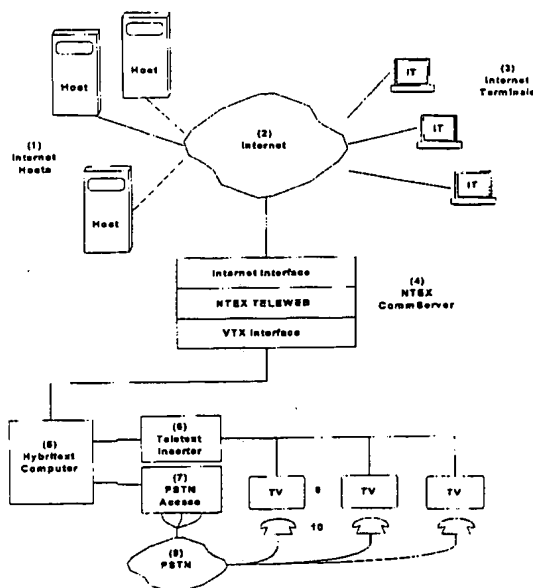 Host
Host
Host
(1)
Internet
Hosts
(2)
Internet
IT
IT
IT
(3)
Internet
Terminals
Internet Interface
NTEX TELEWEB
VTX Interface
(4)
NTEX
CommServer
(5)
Hybritext
Computer
(6)
Teletext
Inserter
(7)
PSTN
Access
(8)
PSTN
TV
9
TV
TV
10